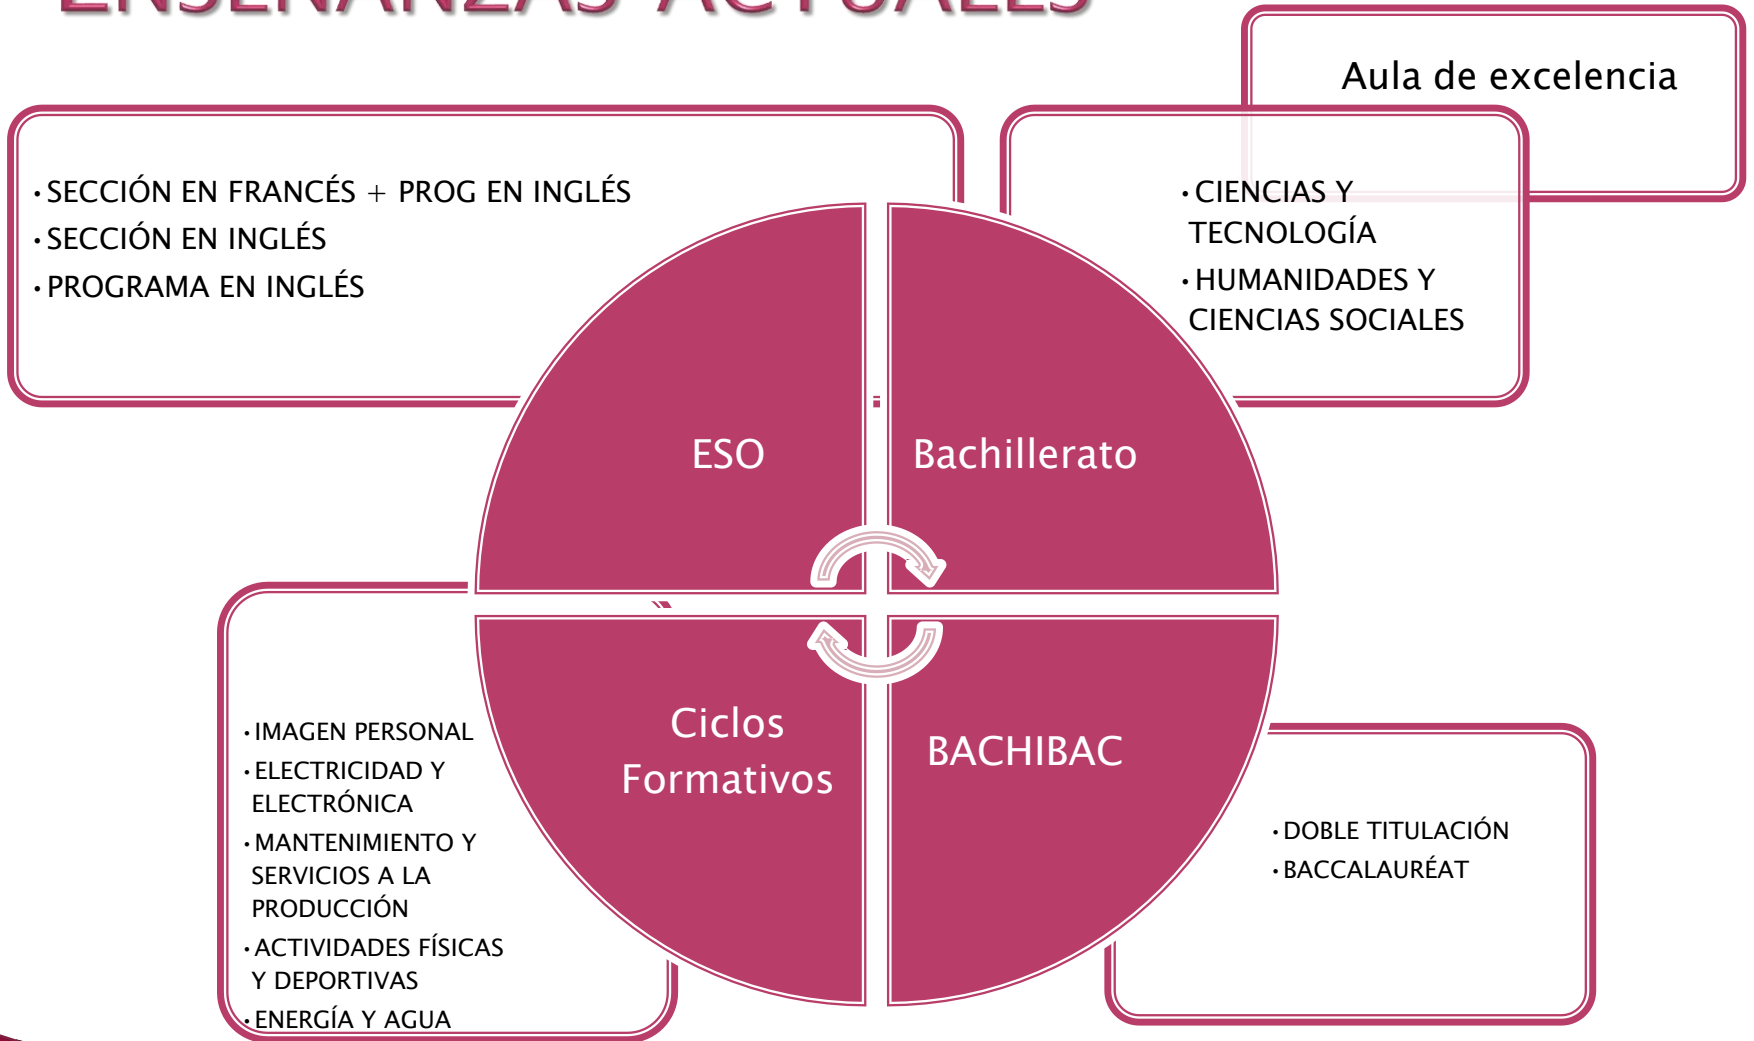 ENSEÑANZAS ACTUALES
Aula de excelencia
•SECCIÓN EN FRANCÉS + PROG EN INGLÉS
•SECCIÓN EN INGLÉS
•PROGRAMA EN INGLÉS
•CIENCIAS Y
TECNOLOGÍA
•HUMANIDADES Y
CIENCIAS SOCIALES
ESO
Bachillerato
Ciclos
Formativos
BACHIBAC
•IMAGEN PERSONAL
•ELECTRICIDAD Y
ELECTRÓNICA
•MANTENIMIENTO Y
SERVICIOS A LA
PRODUCCIÓN
•ACTIVIDADES FÍSICAS
Y DEPORTIVAS
•ENERGÍA Y AGUA
•DOBLE TITULACIÓN
•BACCALAURÉAT